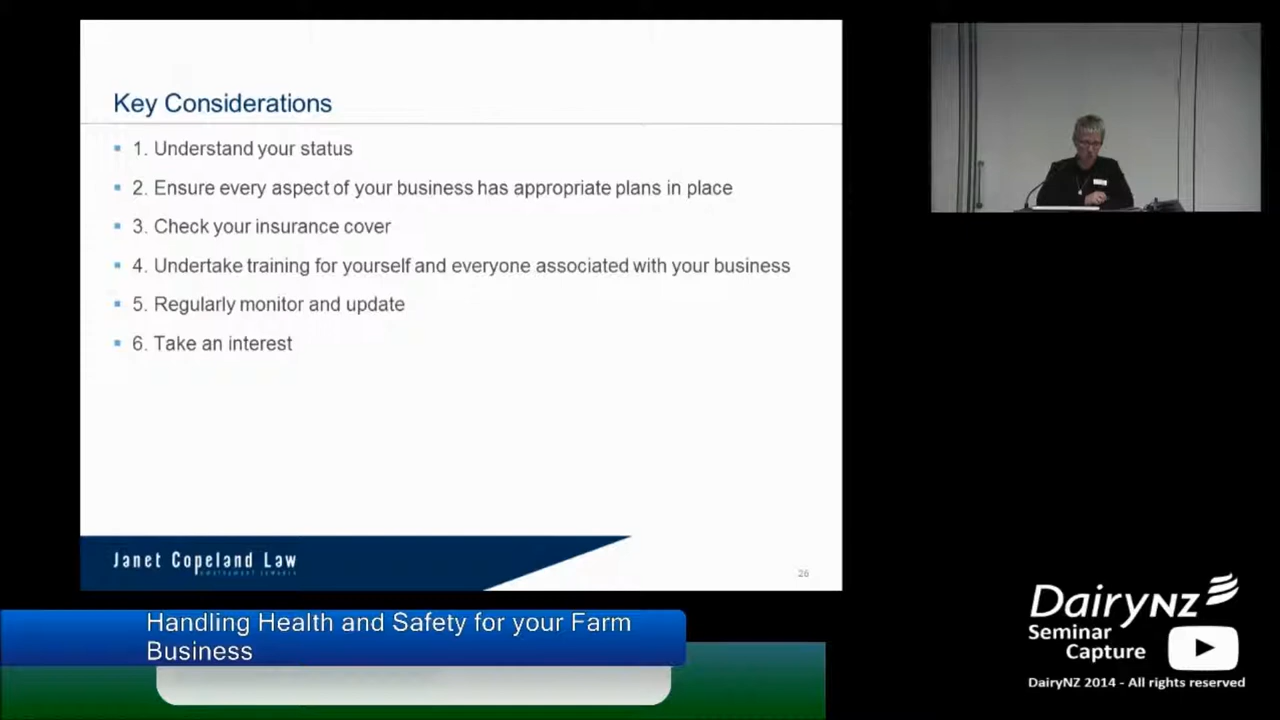 Key Considerations
1. Understand your status
2. Ensure every aspect of your business has appropriate plans in place
3. Check your insurance cover
4. Undertake training for yourself and everyone associated with your business
5. Regularly monitor and update
6. Take an interest
Janet Copeland Law
26
Handling Health and Safety for your Farm
Business
DairyNZ
Seminar
Capture
DairyNZ 2014 - All rights reserved